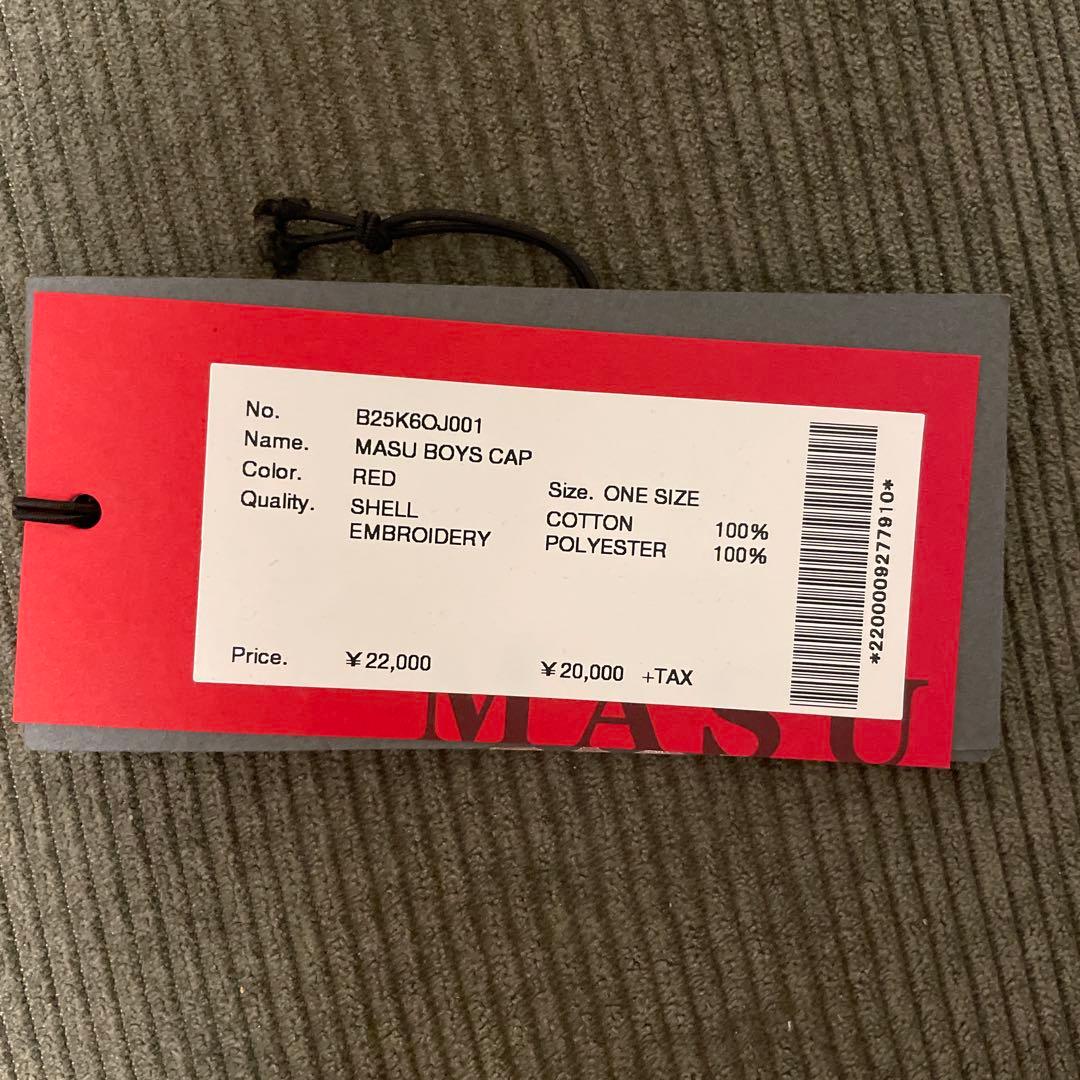 No. B25K6OJ001
Name. MASU BOYS CAP
Color. RED Size. ONE SIZE
Quality. SHELL COTTON 100%
EMBROIDERY POLYESTER 100%
Price. ¥22,000 ¥20,000 +TAX
*2200009277910*
MASU